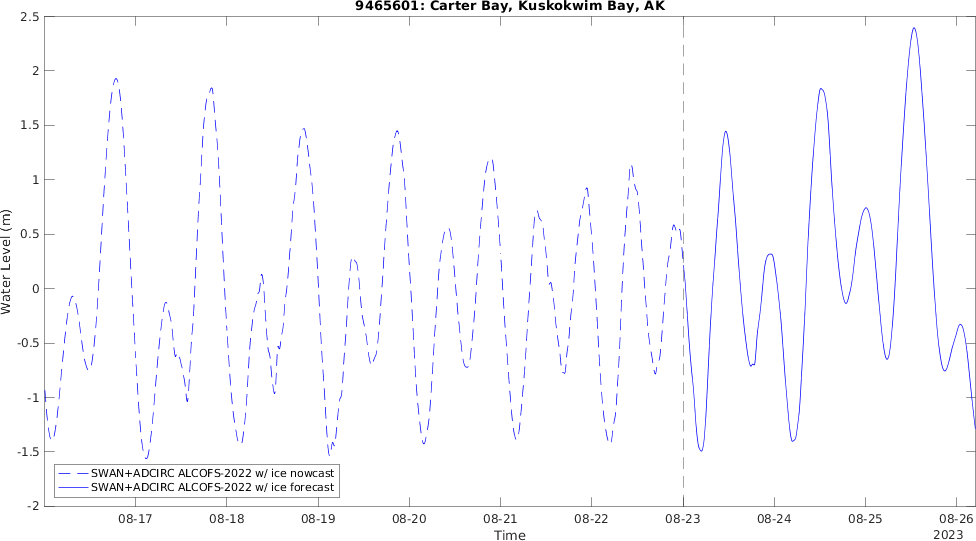 9465601: Carter Bay, Kuskokwim Bay, AK
2.5
2
1.5
1
0.5
0
-0.5
-1
-1.5
-2
Water Level (m)
SWAN+ADCIRC ALCOFS-2022 w/ ice nowcast
SWAN+ADCIRC ALCOFS-2022 w/ ice forecast
08-17 08-18 08-19 08-20 08-21 08-22 08-23 08-24 08-25 08-26
Time
2023